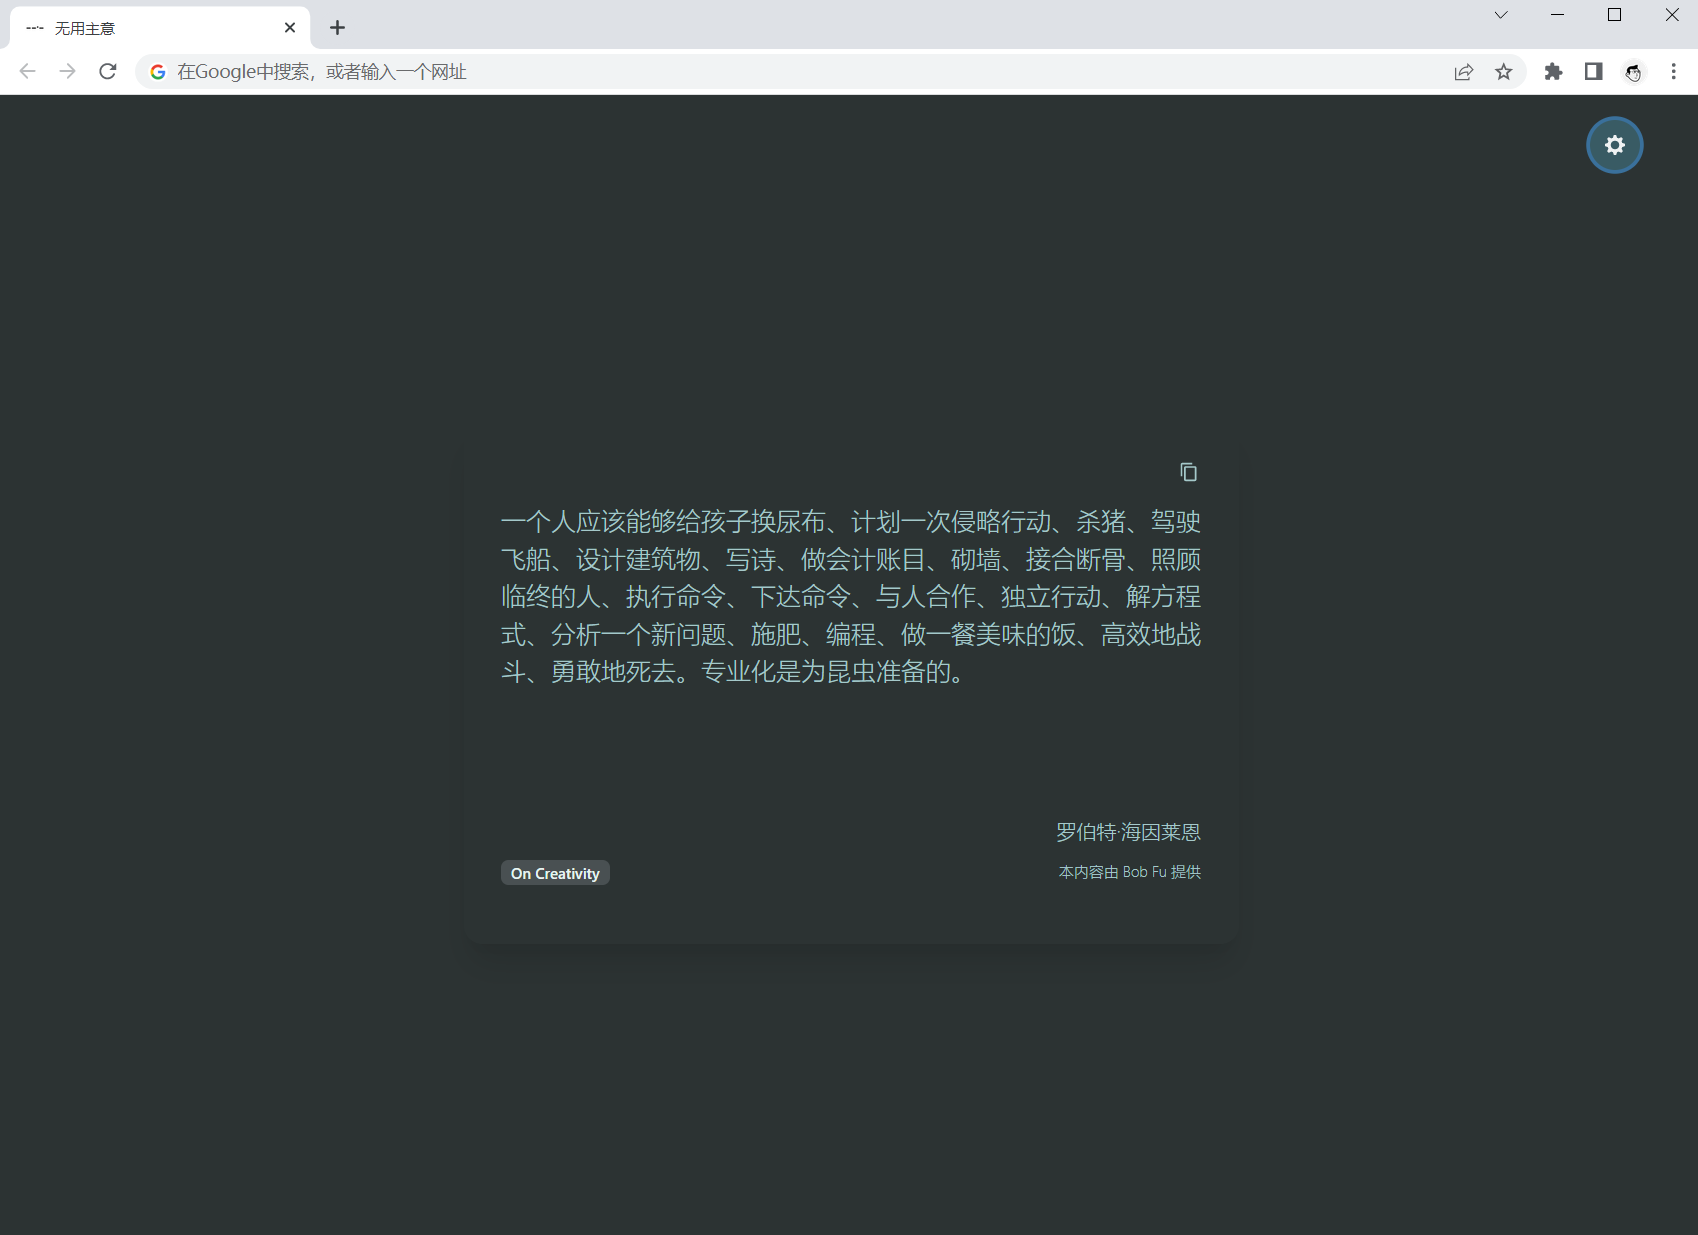 无用主意
在Google中搜索，或者输入一个网址
一个人应该能够给孩子换尿布、计划一次侵略行动、杀猪、驾驶
飞船、设计建筑物、写诗、做会计账目、砌墙、接合断骨、照顾
临终的人、执行命令、下达命令、与人合作、独立行动、解方程
式、分析一个新问题、施肥、编程、做一餐美味的饭、高效地战
斗、勇敢地死去。专业化是为昆虫准备的。
罗伯特·海因莱恩
On Creativity
本内容由 Bob Fu 提供